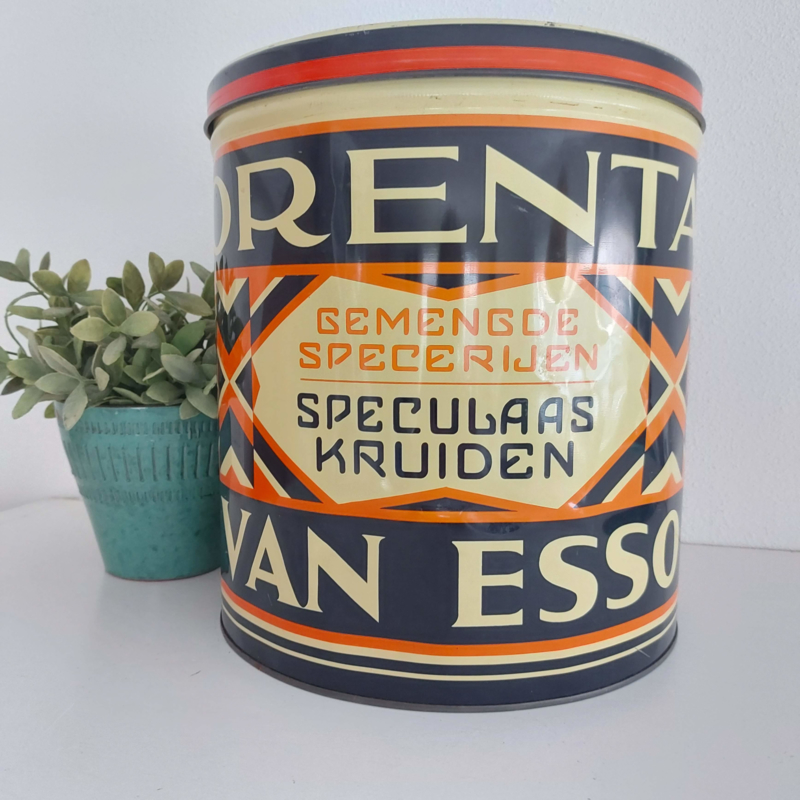 ORENTA
GEMENGDE
SPECERIJEN
SPECULAAS
KRUIDEN
VAN ESSO